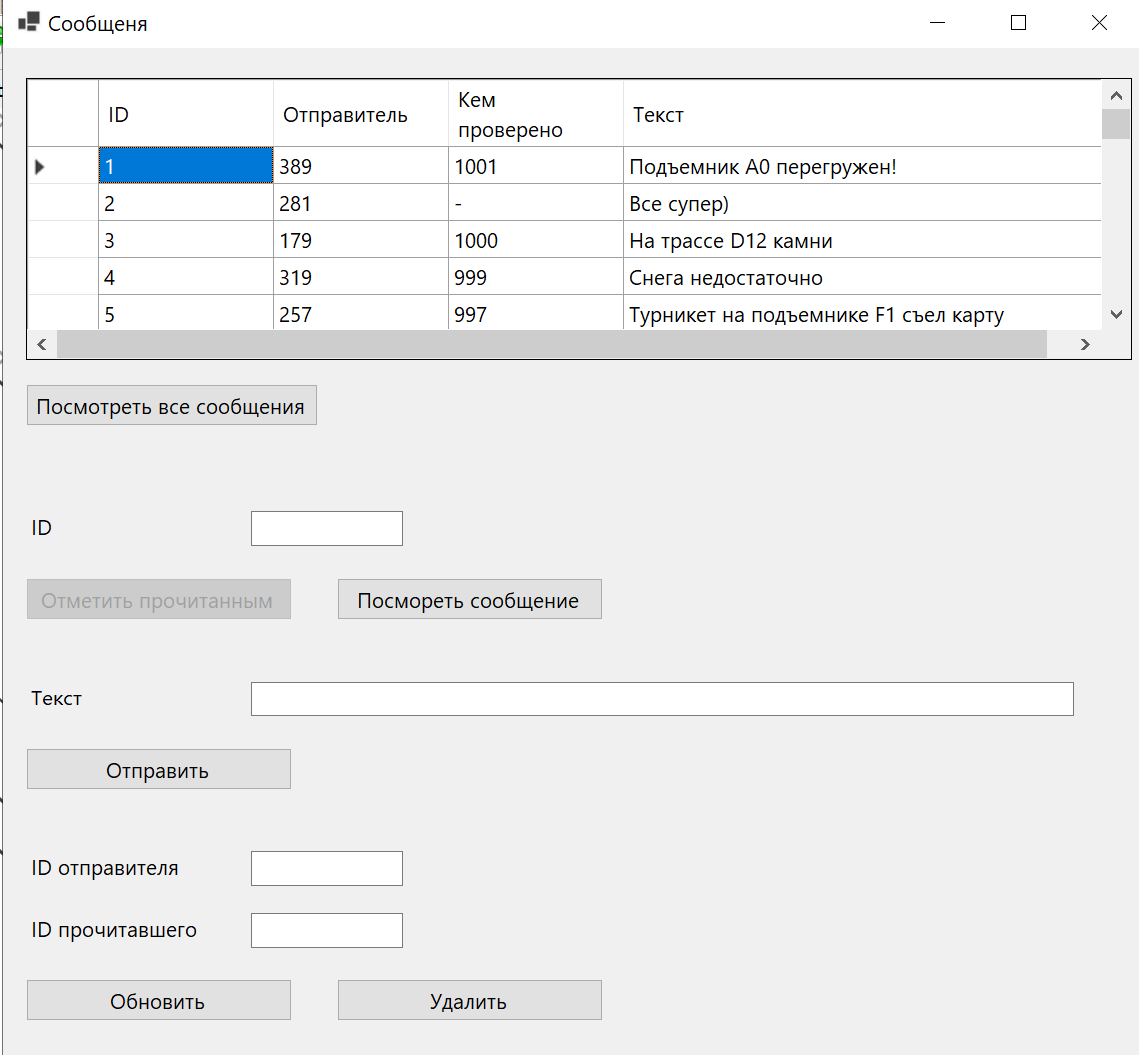 Сообщеня
ID Отправитель Кем проверено Текст
1 389 1001 Подъемник A0 перегружен!
2 281 - Все супер)
3 179 1000 На трассе D12 камни
4 319 999 Снега недостаточно
5 257 997 Турникет на подъемнике F1 съел карту
Посмотреть все сообщения
ID
Отметить прочитанным Посмореть сообщение
Текст
Отправить
ID отправителя
ID прочитавшего
Обновить Удалить